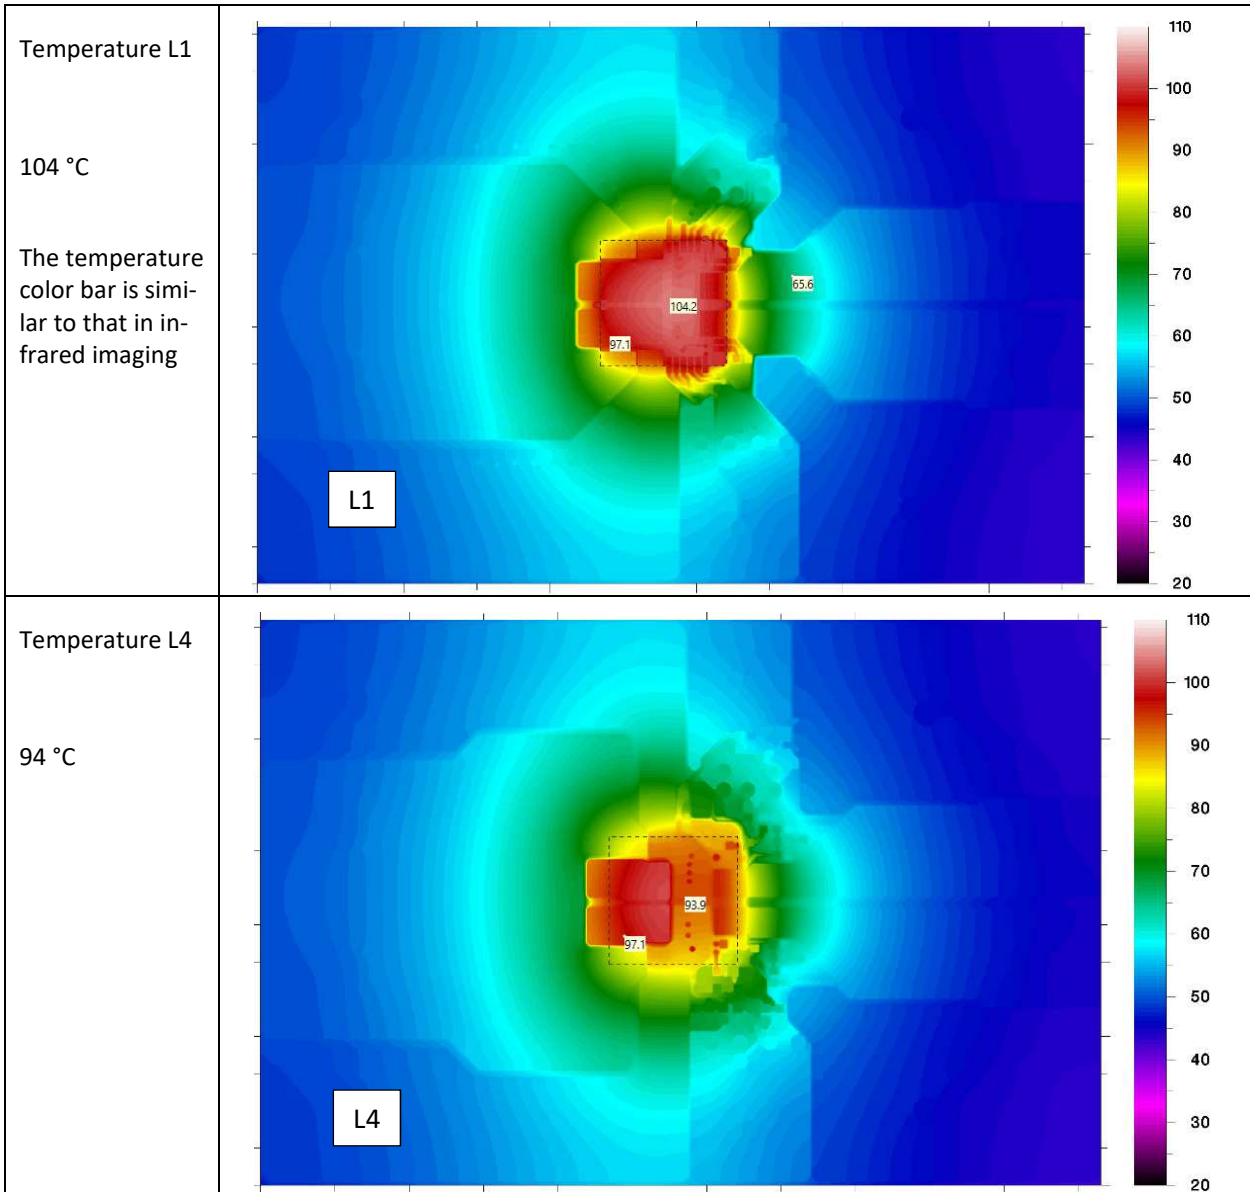 Temperature L1
104 °C
The temperature
color bar is simi-
lar to that in in-
frared imaging
110
100
90
80
70
60
50
40
30
20
65.6
104.2
97.1
L1
Temperature L4
94 °C
110
100
90
80
70
60
50
40
30
20
93.9
97.1
L4